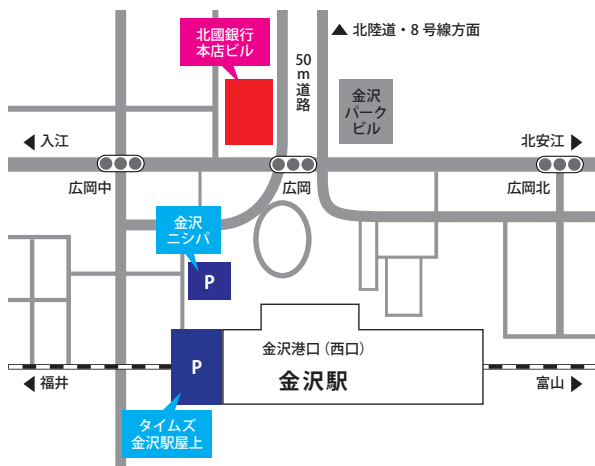 北國銀行
本店ビル
▲ 北陸道・8号線方面
50m道路
金沢
パーク
ビル
◀ 入江
北安江 ▶
広岡中
広岡
広岡北
金沢
ニシパ
P
P
金沢港口（西口）
金沢駅
◀ 福井
富山 ▶
タイムズ
金沢駅屋上